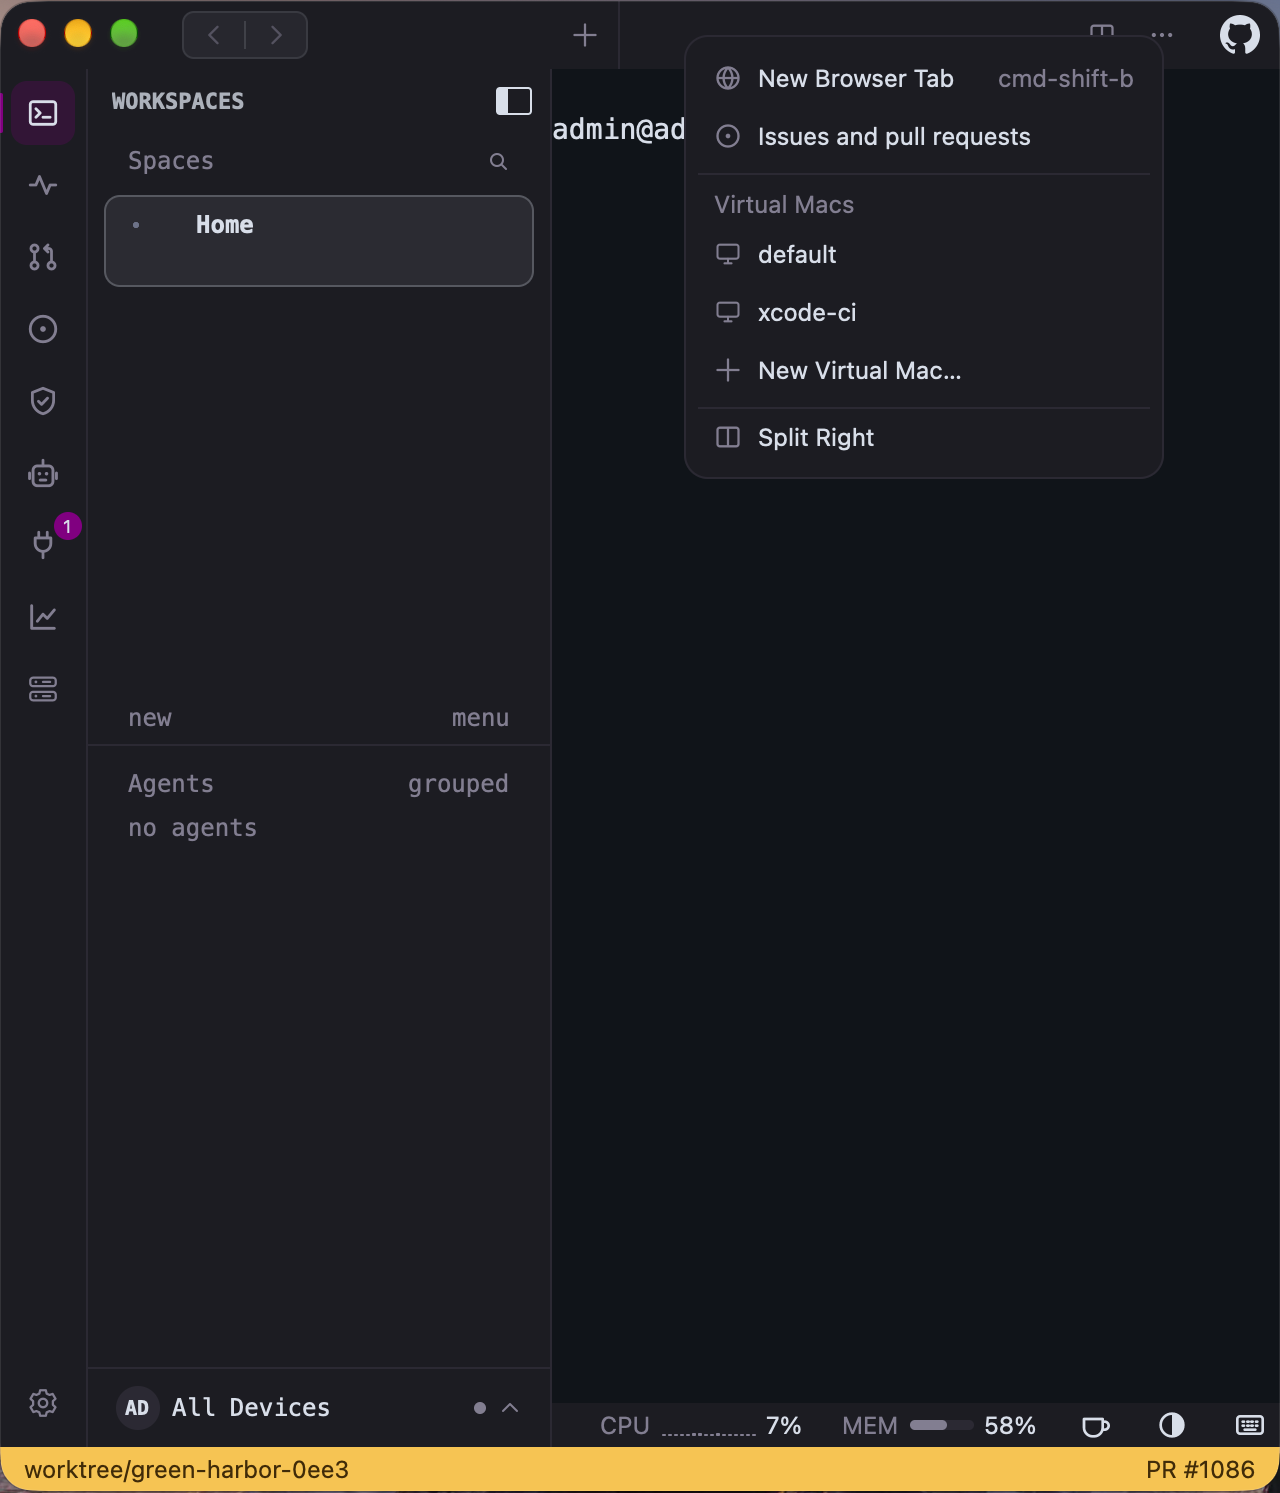 WORKSPACES
Spaces
Home
new
menu
Agents
grouped
no agents
AD
All Devices
1
admin@ad
New Browser Tab
cmd-shift-b
Issues and pull requests
Virtual Macs
default
xcode-ci
New Virtual Mac...
Split Right
CPU
7%
MEM
58%
worktree/green-harbor-0ee3
PR #1086